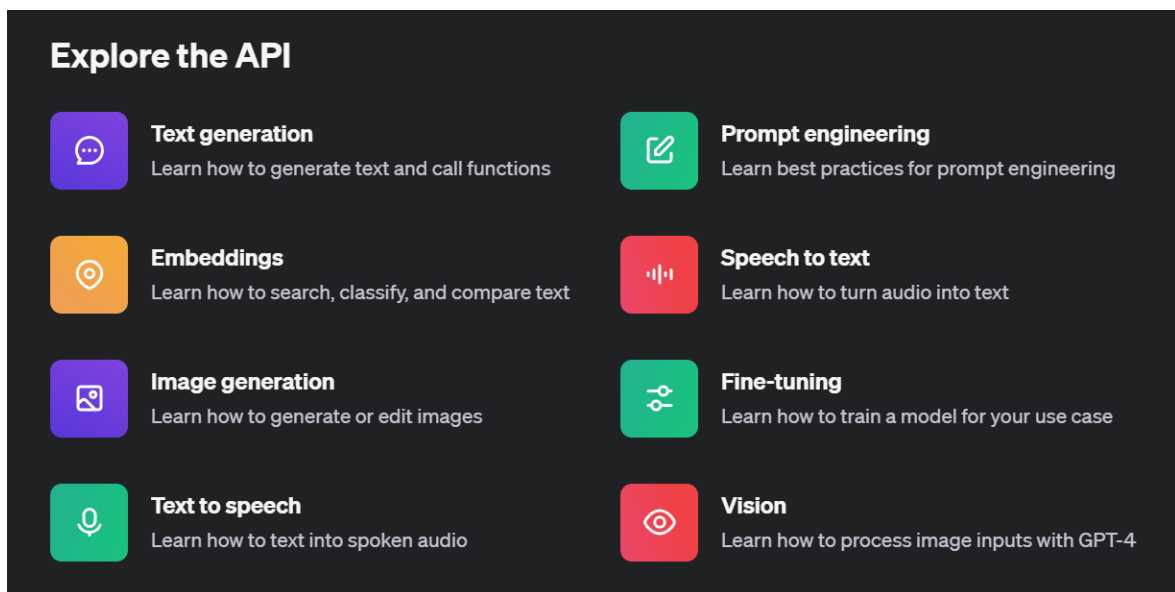 Explore the API
Text generation
Learn how to generate text and call functions
Prompt engineering
Learn best practices for prompt engineering
Embeddings
Learn how to search, classify, and compare text
Speech to text
Learn how to turn audio into text
Image generation
Learn how to generate or edit images
Fine-tuning
Learn how to train a model for your use case
Text to speech
Learn how to text into spoken audio
Vision
Learn how to process image inputs with GPT-4